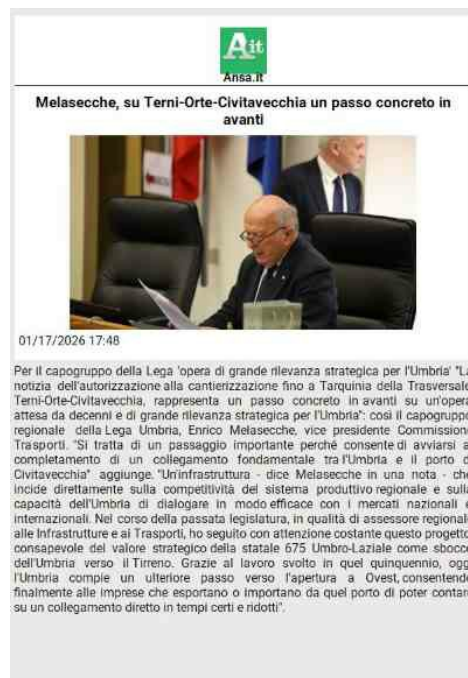 Ait
Ansa.it
Melasecche, su Terni-Orte-Civitavecchia un passo concreto in
avanti
01/17/2026 17:48
Per il capogruppo della Lega 'opera di grande rilevanza strategica per l'Umbria' "La
notizia dell'autorizzazione alla cantierizzazione fino a Tarquinia della Trasversale
Terni-Orte-Civitavecchia, rappresenta un passo concreto in avanti su un'opera
attesa da decenni e di grande rilevanza strategica per l'Umbria": così il capogruppo
regionale della Lega Umbria, Enrico Melasecche, vice presidente Commissione
Trasporti. "Si tratta di un passaggio importante perché consente di avviarsi al
completamento di un collegamento fondamentale tra l'Umbria e il porto di
Civitavecchia" aggiunge. "Un'infrastruttura - dice Melasecche in una nota - che
incide direttamente sulla competitività del sistema produttivo regionale e sulla
capacità dell'Umbria di dialogare in modo efficace con i mercati nazionali e
internazionali. Nel corso della passata legislatura, in qualità di assessore regionale
alle Infrastrutture e ai Trasporti, ho seguito con attenzione costante questo progetto,
consapevole del valore strategico della statale 675 Umbro-Laziale come sbocco
dell'Umbria verso il Tirreno. Grazie al lavoro svolto in quel quinquennio, oggi
l'Umbria compie un ulteriore passo verso l'apertura a Ovest, consentendo
finalmente alle imprese che esportano o importano da quel porto di poter contare
su un collegamento diretto in tempi certi e ridotti".